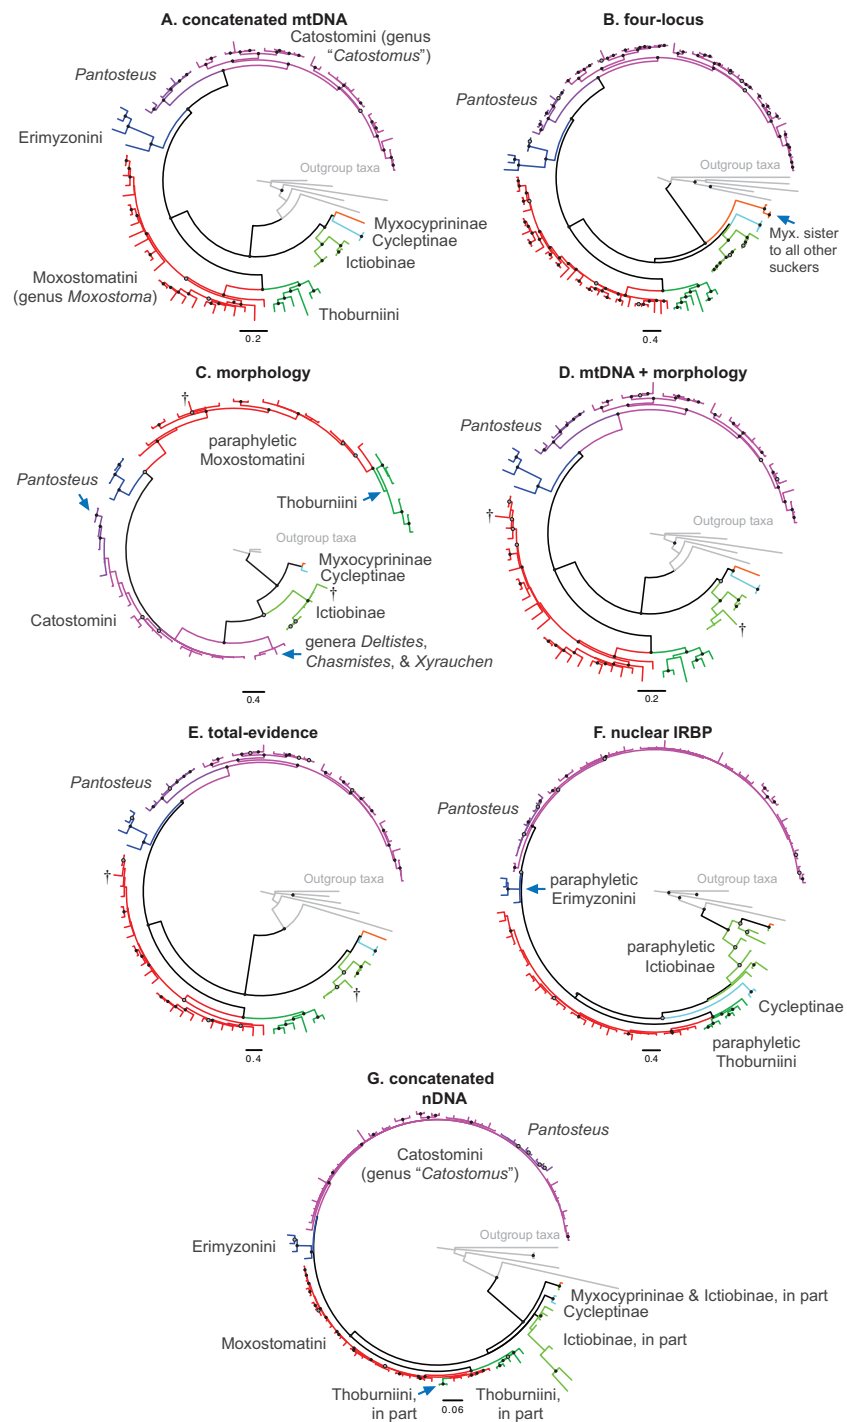 A. concatenated mtDNA
Catostomini (genus
“Catostomus”)
Pantosteus
Erimyzonini
Outgroup taxa
Myxocyprininae
Cycleptinae
Ictiobinae
Moxostomatini
(genus Moxostoma)
Thoburniini
0.2
B. four-locus
Pantosteus
Outgroup taxa
Myx. sister
to all other
suckers
0.4
C. morphology
†
paraphyletic
Moxostomatini
Pantosteus
Thoburniini
Outgroup taxa
Myxocyprininae
Cycleptinae
†
Ictiobinae
Catostomini
genera Deltistes,
Chasmistes, & Xyrauchen
0.4
D. mtDNA + morphology
Pantosteus
†
Outgroup taxa
†
0.2
E. total-evidence
Pantosteus
†
Outgroup taxa
†
0.4
F. nuclear IRBP
Pantosteus
Outgroup taxa
paraphyletic
Erimyzonini
paraphyletic
Ictiobinae
Cycleptinae
paraphyletic
Thoburniini
0.4
G. concatenated
nDNA
Pantosteus
Catostomini
(genus “Catostomus”)
Outgroup taxa
Erimyzonini
Myxocyprininae & Ictiobinae, in part
Cycleptinae
Ictiobinae, in part
Moxostomatini
Thoburniini,
in part
0.06
Thoburniini,
in part